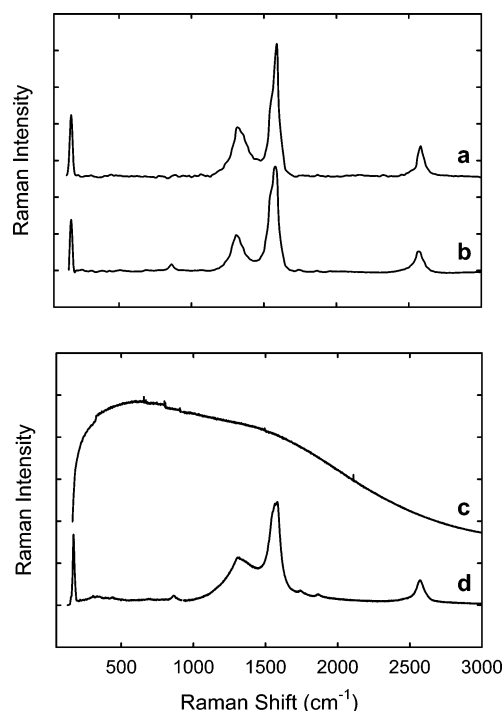 Raman Intensity
a
b
Raman Intensity
c
d
500 1000 1500 2000 2500 3000
Raman Shift (cm⁻¹)